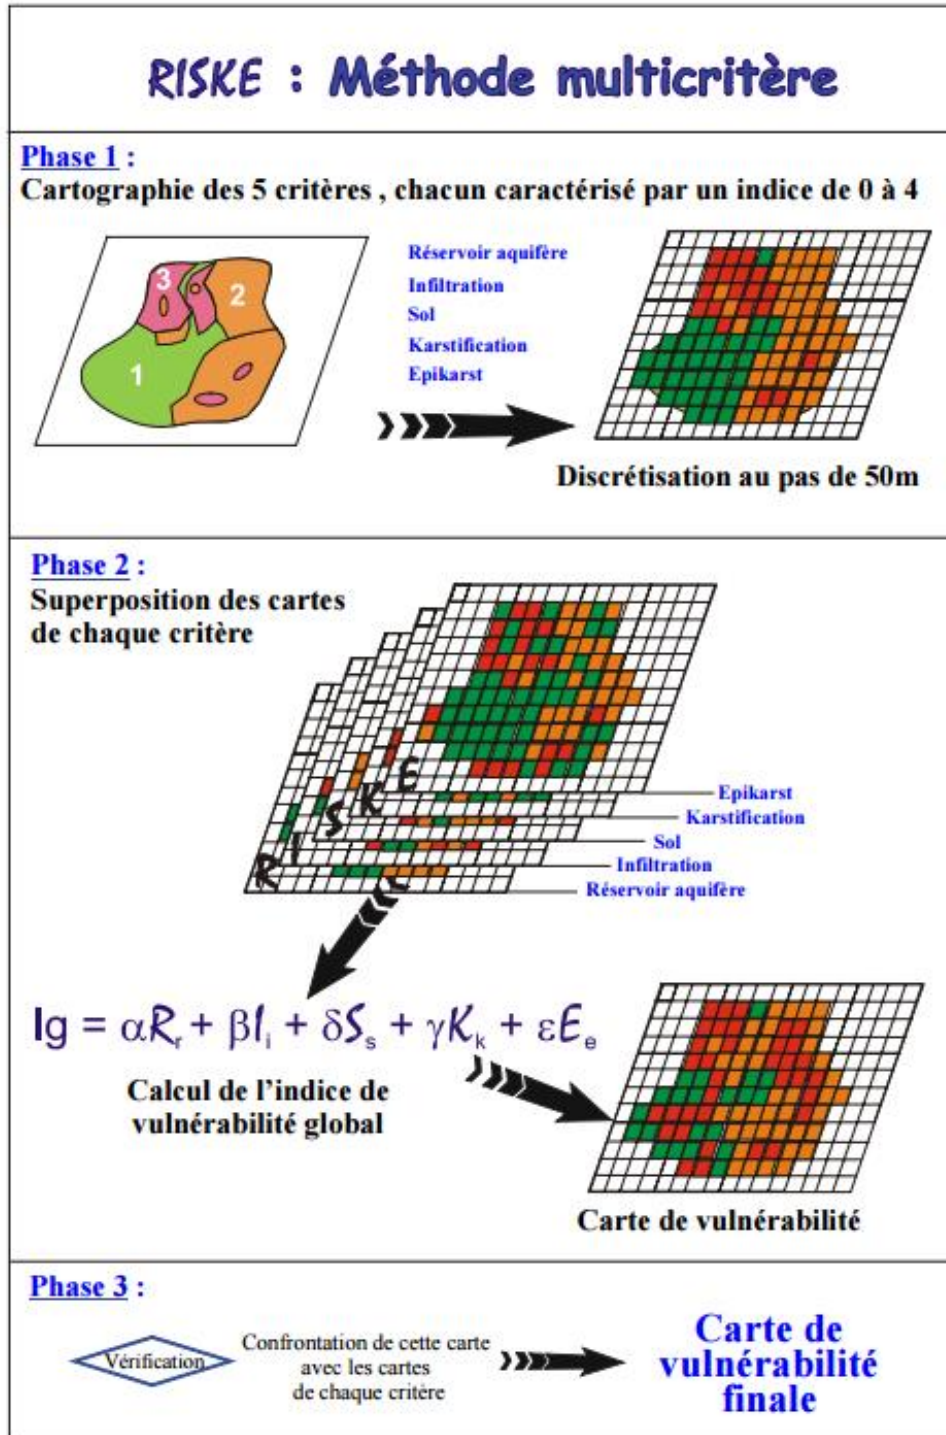 RISKE : Méthode multicritère
Phase 1 :
Cartographie des 5 critères , chacun caractérisé par un indice de 0 à 4
3
2
1
Réservoir aquifère
Infiltration
Sol
Karstification
Epikarst
Discrétisation au pas de 50m
Phase 2 :
Superposition des cartes
de chaque critère
E
K
S
I
R
Epikarst
Karstification
Sol
Infiltration
Réservoir aquifère
Ig = αRr + βIi + δSs + γKk + εEe
Calcul de l’indice de
vulnérabilité global
Carte de vulnérabilité
Phase 3 :
Vérification
Confrontation de cette carte
avec les cartes
de chaque critère
Carte de
vulnérabilité
finale